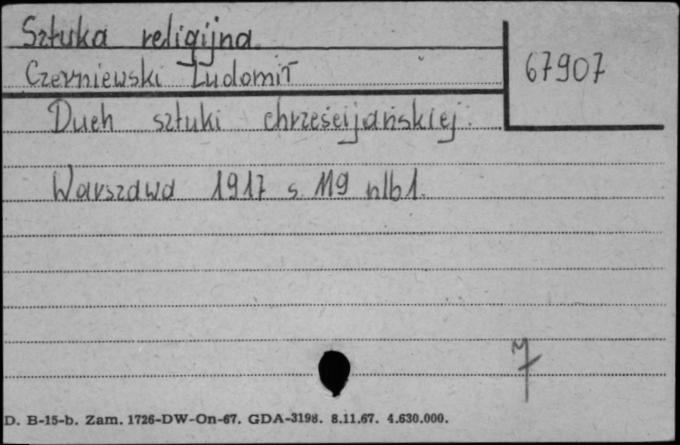 Sztuka religijna.
67907
Czerniewski Ludomir
Duch sztuki chrześcijańskiej.
Warszawa 1917 s. 119 nlb1.
7
D. B-15-b. Zam. 1726-DW-On-67. GDA-3198. 8.11.67. 4.630.000.